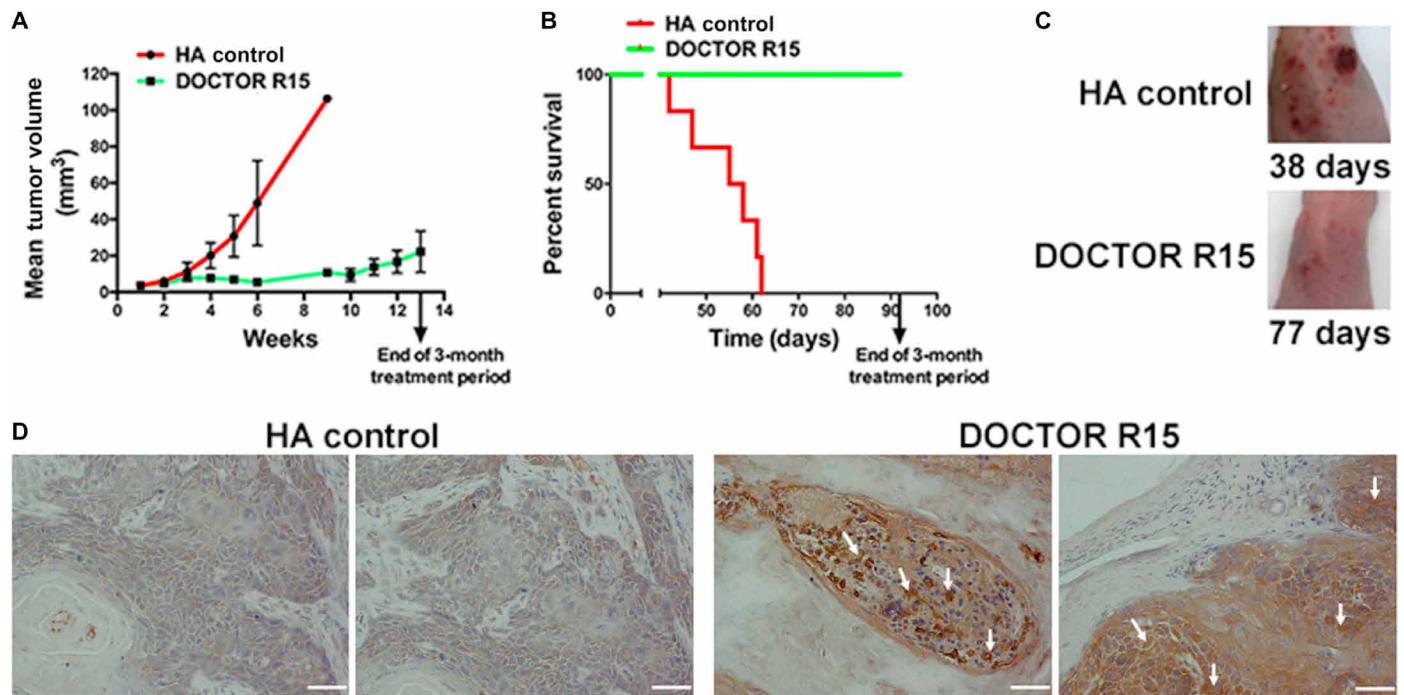 A
HA control
DOCTOR R15
Mean tumor volume
(mm³)
120
100
80
60
40
20
0
0 2 4 6 8 10 12 14
Weeks
End of 3-month
treatment period
B
HA control
DOCTOR R15
Percent survival
100
50
0
0 50 60 70 80 90 100
Time (days)
End of 3-month
treatment period
C
HA control
38 days
DOCTOR R15
77 days
D
HA control
DOCTOR R15